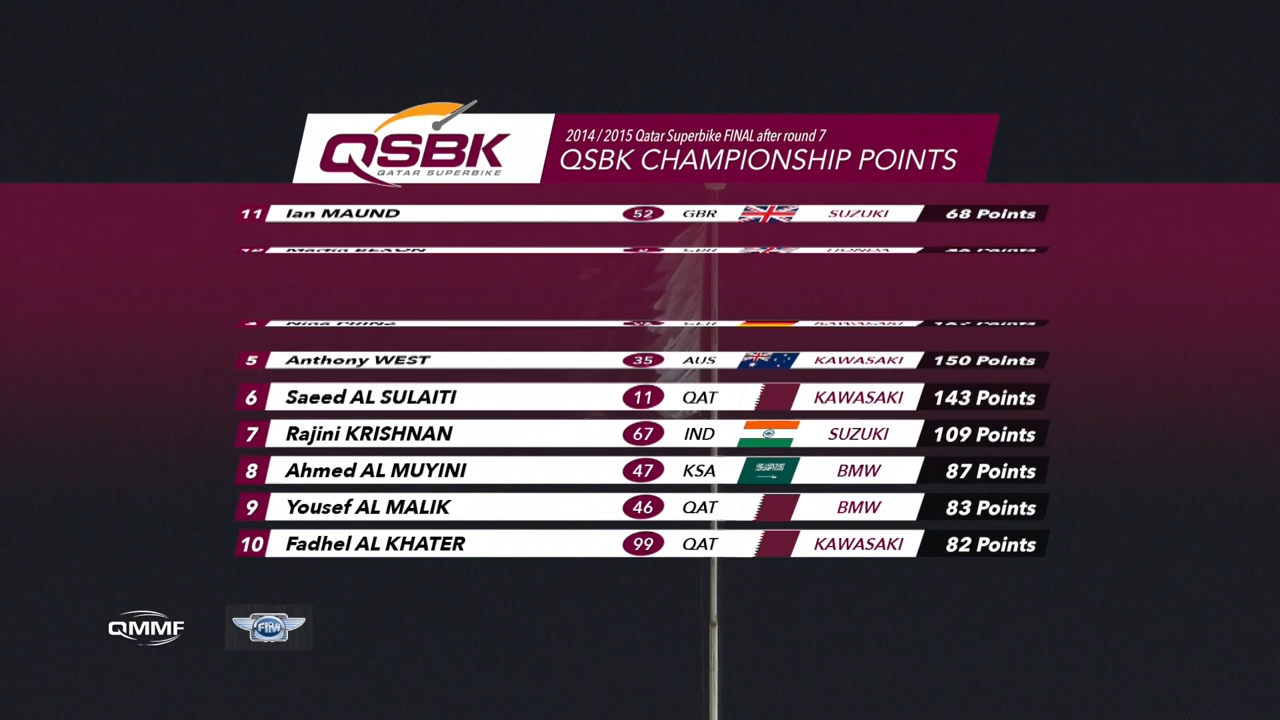 QSBK
QATAR SUPERBIKE
2014 / 2015 Qatar Superbike FINAL after round 7
QSBK CHAMPIONSHIP POINTS
11 Ian MAUND 52 GBR SUZUKI 68 Points
5 Anthony WEST 35 AUS KAWASAKI 150 Points
6 Saeed AL SULAITI 11 QAT KAWASAKI 143 Points
7 Rajini KRISHNAN 67 IND SUZUKI 109 Points
8 Ahmed AL MUYINI 47 KSA BMW 87 Points
9 Yousef AL MALIK 46 QAT BMW 83 Points
10 Fadhel AL KHATER 99 QAT KAWASAKI 82 Points
QMMF
FIM